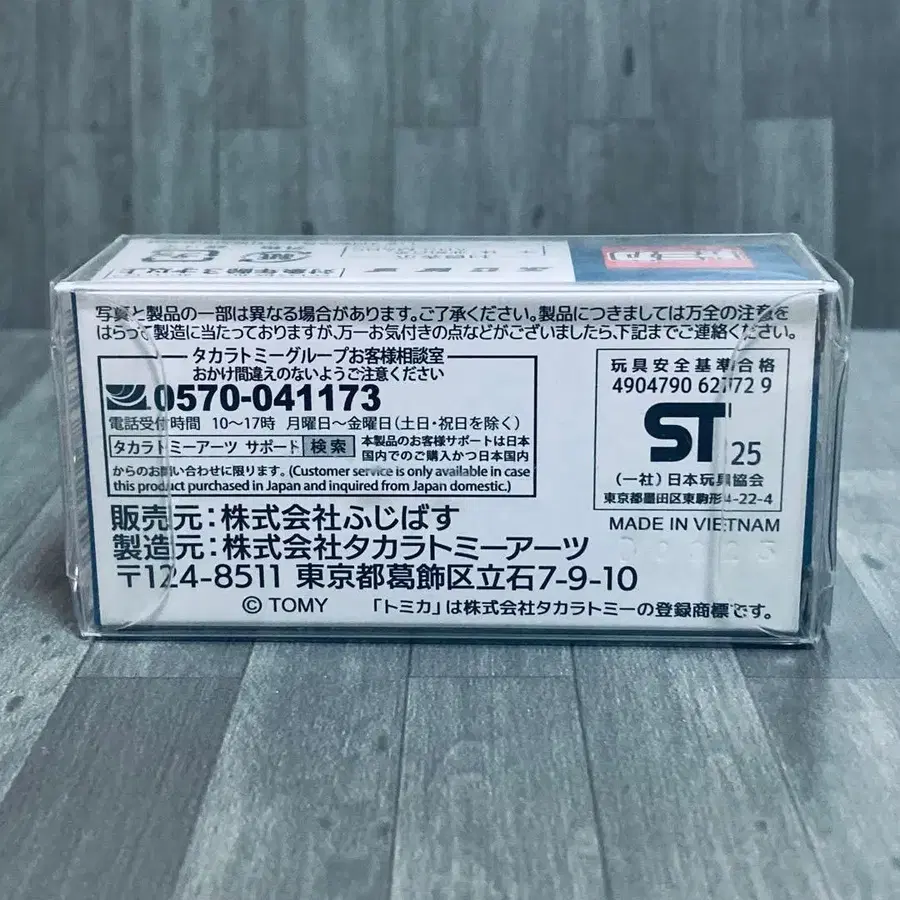 対象年齢3才以上
写真と製品の一部は異なる場合があります。ご了承ください。製品につきましては万全の注意を
はらって製造に当たっておりますが、万一お気付きの点などがございましたら、下記までご連絡ください。
タカラトミーグループお客様相談室
おかけ間違えのないようご注意ください
0570-041173
電話受付時間 10〜17時 月曜日〜金曜日(土日・祝日を除く)
タカラトミーアーツ サポート 検索 本製品のお客様サポートは日本
国内でのご購入かつ日本国内
からのお問い合わせに限ります。(Customer service is only available in case
this product purchased in Japan and inquired from Japan domestic.)
玩具安全基準合格
4904790 62772 9
ST 25
(一社)日本玩具協会
東京都墨田区東駒形4-22-4
MADE IN VIETNAM
販売元:株式会社ふじばす
製造元:株式会社タカラトミーアーツ
〒124-8511 東京都葛飾区立石7-9-10
© TOMY 「トミカ」は株式会社タカラトミーの登録商標です。